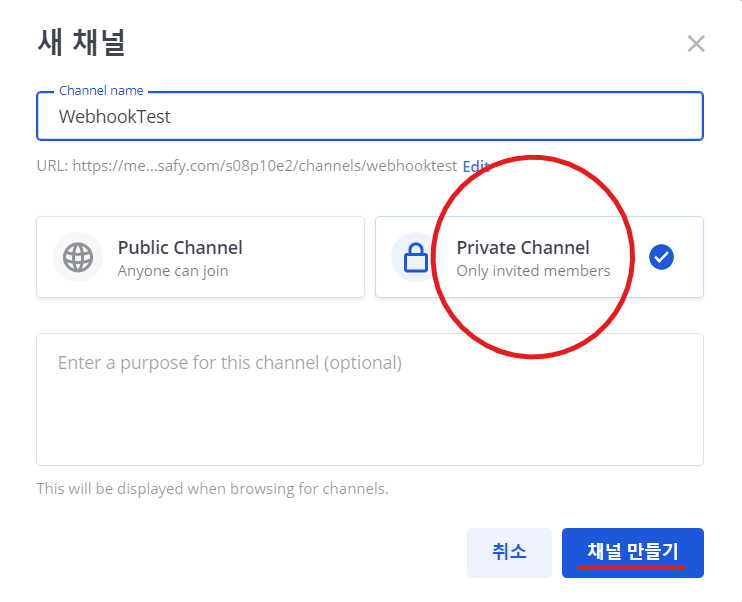 새 채널
Channel name
WebhookTest
URL: https://me...safy.com/s08p10e2/channels/webhooktest Edit
Public Channel
Anyone can join
Private Channel
Only invited members
Enter a purpose for this channel (optional)
This will be displayed when browsing for channels.
취소
채널 만들기